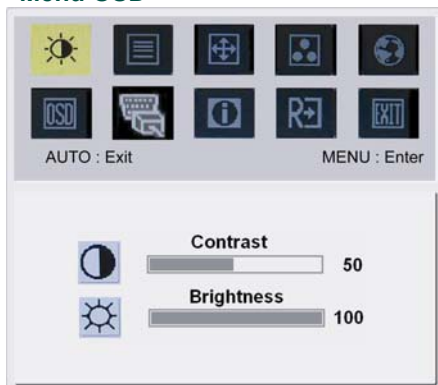 Menu OSD
OSD
i
R
EXIT
AUTO : Exit MENU : Enter
Contrast
50
Brightness
100